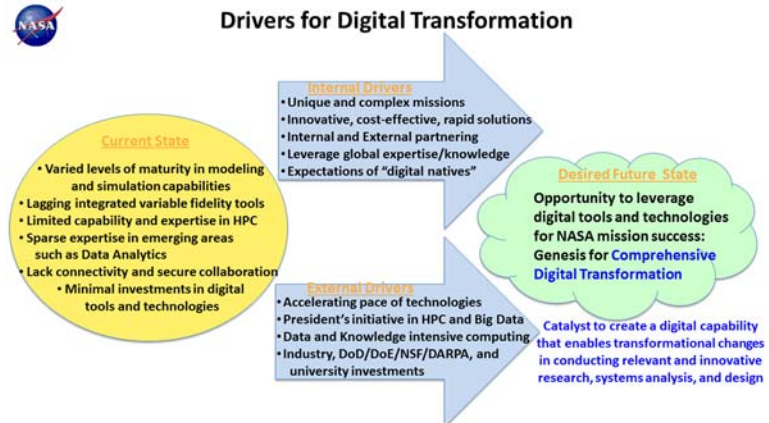 NASA
Drivers for Digital Transformation
Current State
• Varied levels of maturity in modeling
and simulation capabilities
• Lagging integrated variable fidelity tools
• Limited capability and expertise in HPC
• Sparse expertise in emerging areas
such as Data Analytics
• Lack connectivity and secure collaboration
• Minimal investments in digital
tools and technologies
Internal Drivers
• Unique and complex missions
• Innovative, cost-effective, rapid solutions
• Internal and External partnering
• Leverage global expertise/knowledge
• Expectations of “digital natives”
External Drivers
• Accelerating pace of technologies
• President’s initiative in HPC and Big Data
• Data and Knowledge intensive computing
• Industry, DoD/DoE/NSF/DARPA, and
university investments
Desired Future State
Opportunity to leverage
digital tools and technologies
for NASA mission success:
Genesis for Comprehensive
Digital Transformation
Catalyst to create a digital capability
that enables transformational changes
in conducting relevant and innovative
research, systems analysis, and design